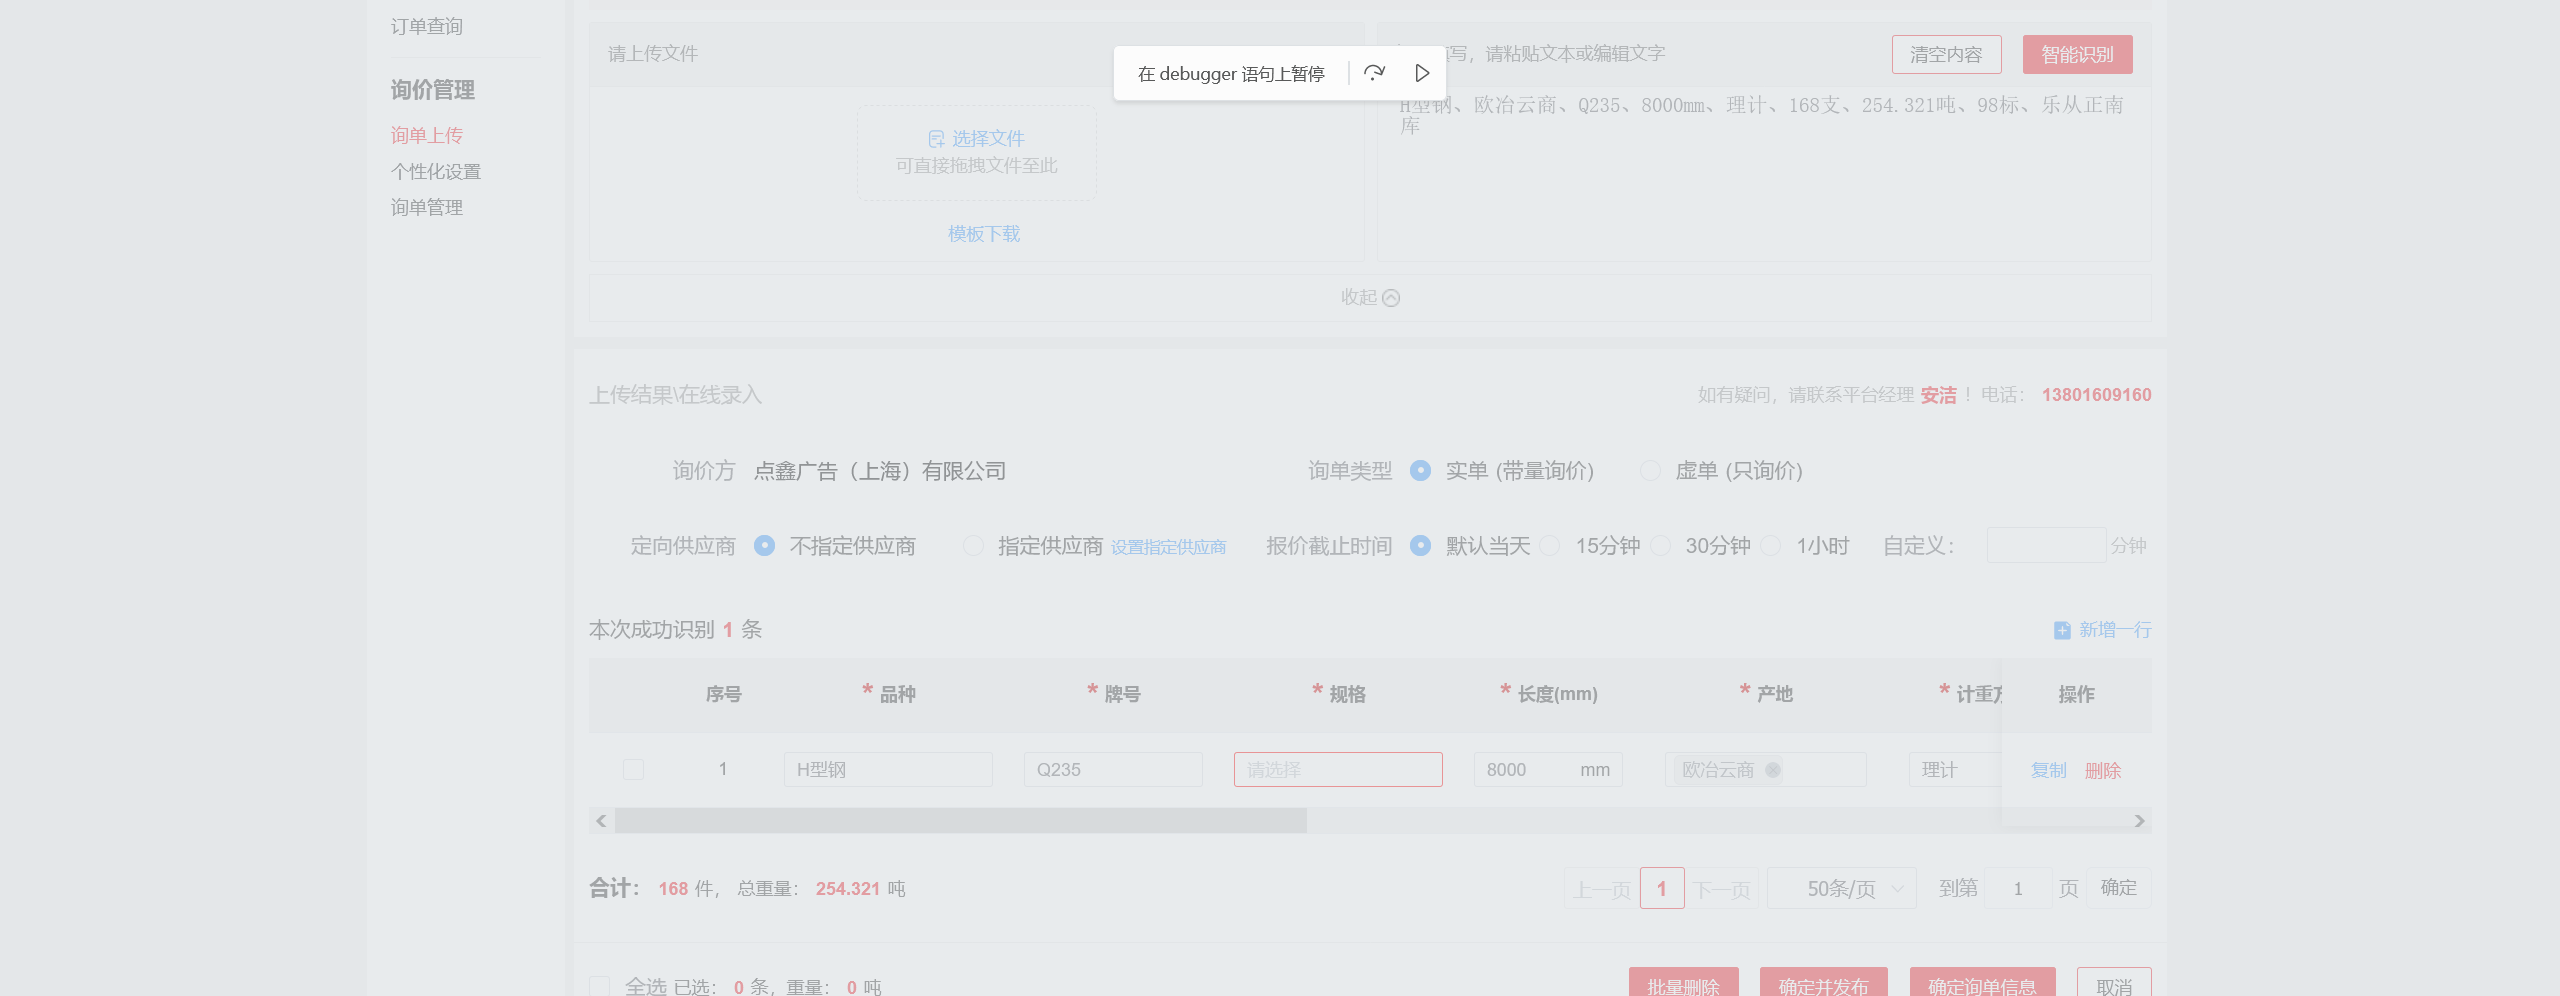 订单查询
询价管理
询单上传
个性化设置
询单管理
在 debugger 语句上暂停
请上传文件
填写，请粘贴文本或编辑文字
清空内容
智能识别
选择文件
可直接拖拽文件至此
模板下载
H型钢、欧冶云商、Q235、8000mm、理计、168支、254.321吨、98标、乐从正南
库
收起
上传结果\在线录入
如有疑问，请联系平台经理 安洁 ！电话： 13801609160
询价方 点鑫广告（上海）有限公司
询单类型 实单 (带量询价) 虚单 (只询价)
定向供应商 不指定供应商 指定供应商 设置指定供应商
报价截止时间 默认当天 15分钟 30分钟 1小时 自定义： 分钟
本次成功识别 1 条
新增一行
序号 * 品种 * 牌号 * 规格 * 长度(mm) * 产地 * 计重方 操作
1 H型钢 Q235 请选择 8000 mm 欧冶云商 理计 复制 删除
合计： 168 件， 总重量： 254.321 吨
上一页 1 下一页 50条/页 到第 1 页 确定
全选 已选： 0 条，重量： 0 吨
批量删除 确定并发布 确定询单信息 取消